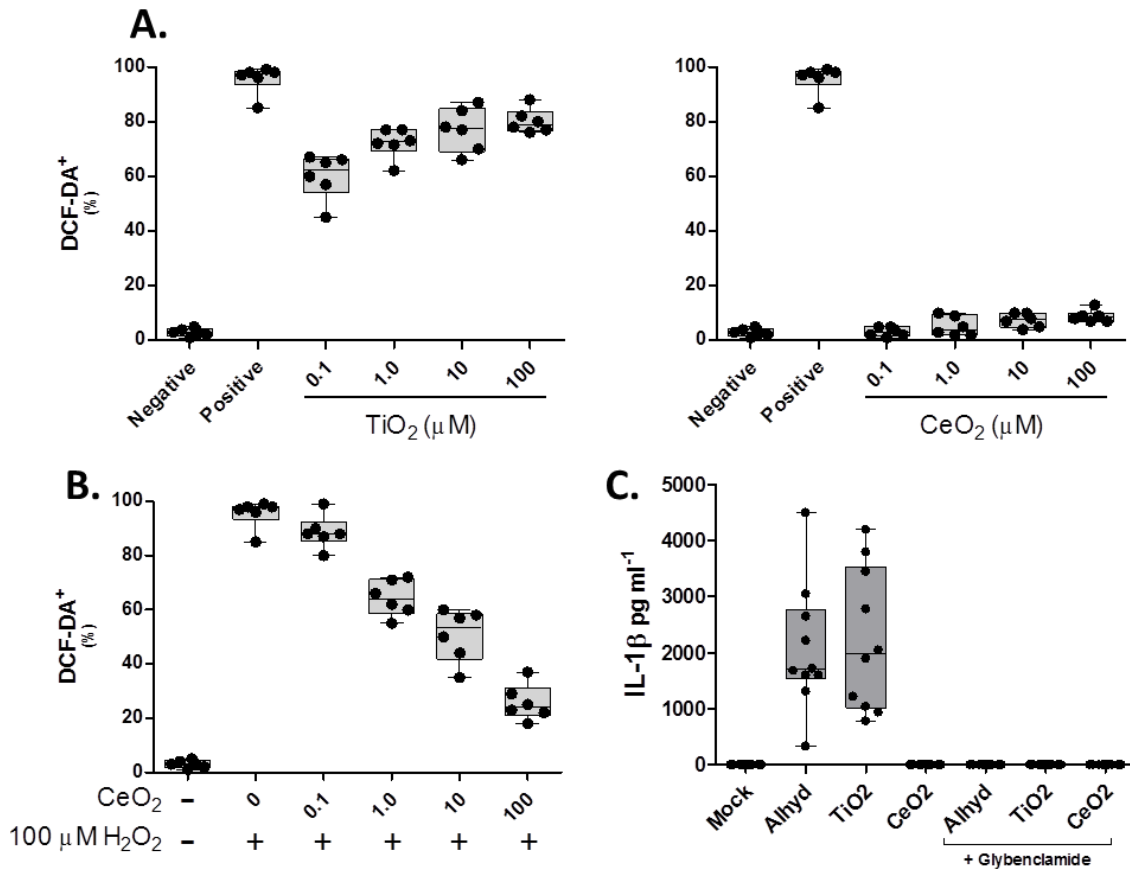 A.
DCF-DA⁺
(%)
100
80
60
40
20
0
Negative
Positive
0.1
1.0
10
100
TiO₂ (μM)
DCF-DA⁺
(%)
100
80
60
40
20
0
Negative
Positive
0.1
1.0
10
100
CeO₂ (μM)
B.
DCF-DA⁺
(%)
100
80
60
40
20
0
CeO₂ – 0 0.1 1.0 10 100
100 μM H₂O₂ – + + + + +
C.
IL-1β pg ml⁻¹
5000
4000
3000
2000
1000
0
Mock
Alhyd
TiO2
CeO2
Alhyd
TiO2
CeO2
+ Glybenclamide